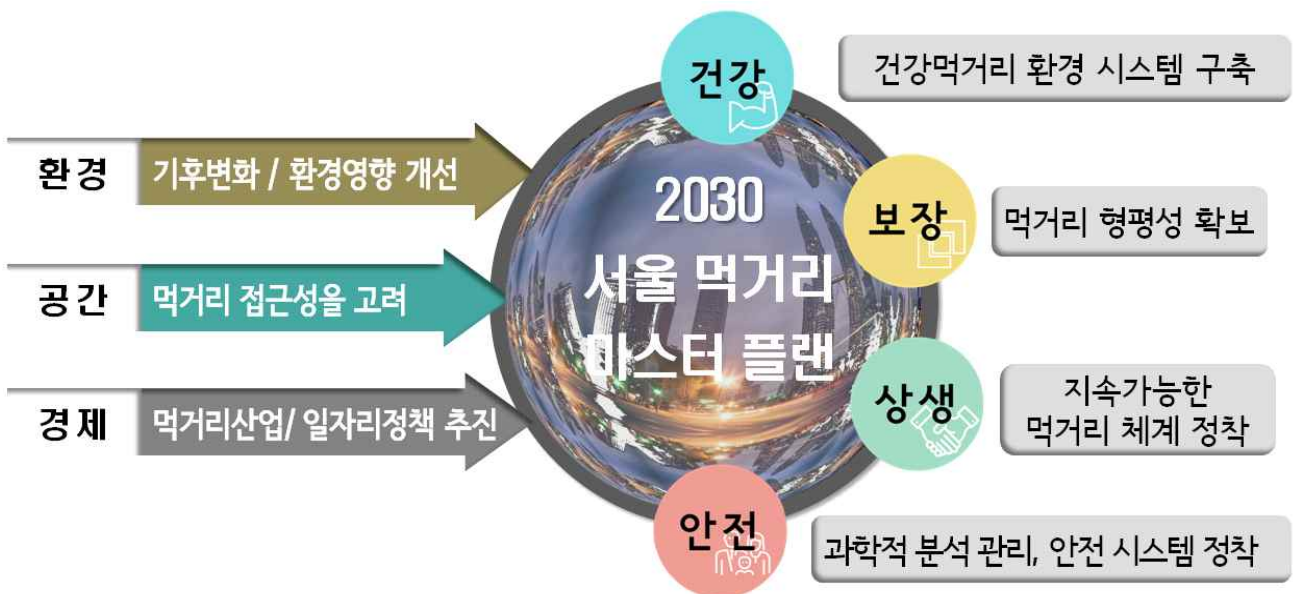 환경
기후변화 / 환경영향 개선
공간
먹거리 접근성을 고려
경제
먹거리산업/ 일자리정책 추진
2030
서울 먹거리
마스터 플랜
건강
건강먹거리 환경 시스템 구축
보장
먹거리 형평성 확보
상생
지속가능한
먹거리 체계 정착
안전
과학적 분석 관리, 안전 시스템 정착